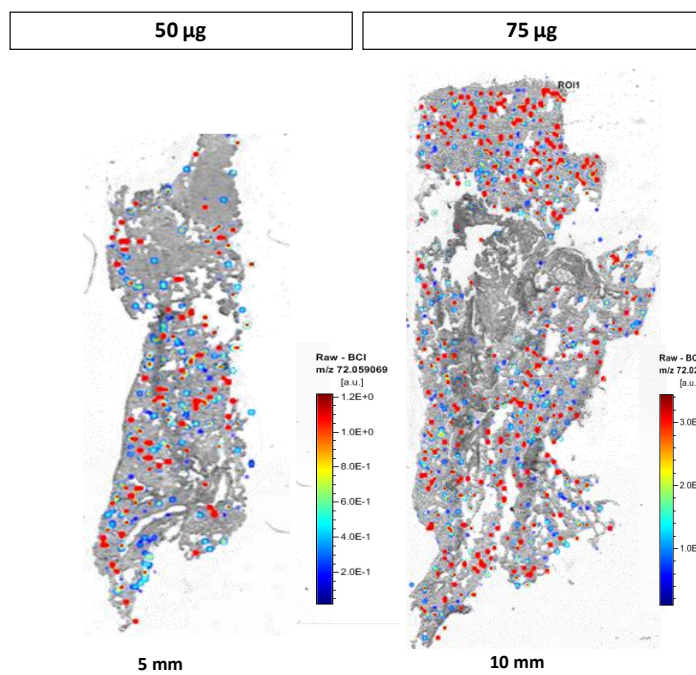 50 µg
75 µg
ROI1
Raw - BCI
m/z 72.059069
[a.u.]
1.2E+0
1.0E+0
8.0E-1
6.0E-1
4.0E-1
2.0E-1
Raw - BC
m/z 72.02
[a.u.
3.0E
2.0E
1.0E
5 mm
10 mm